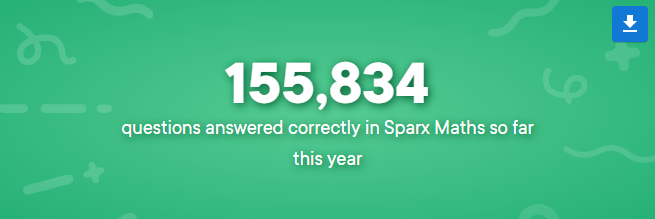 155,834
questions answered correctly in Sparx Maths so far
this year